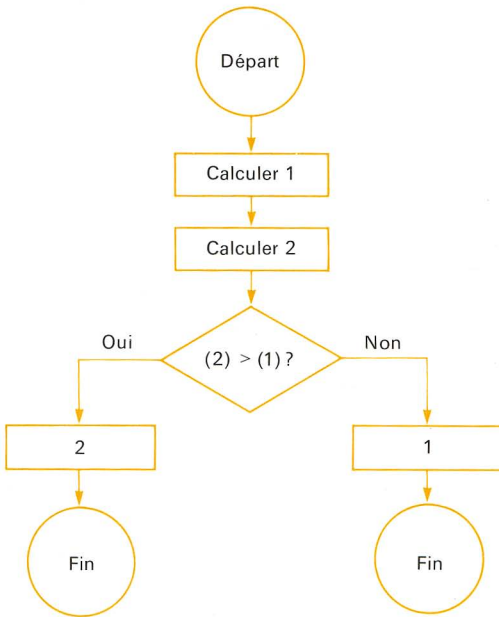 Départ
Calculer 1
Calculer 2
(2) > (1) ?
Oui
Non
2
1
Fin
Fin